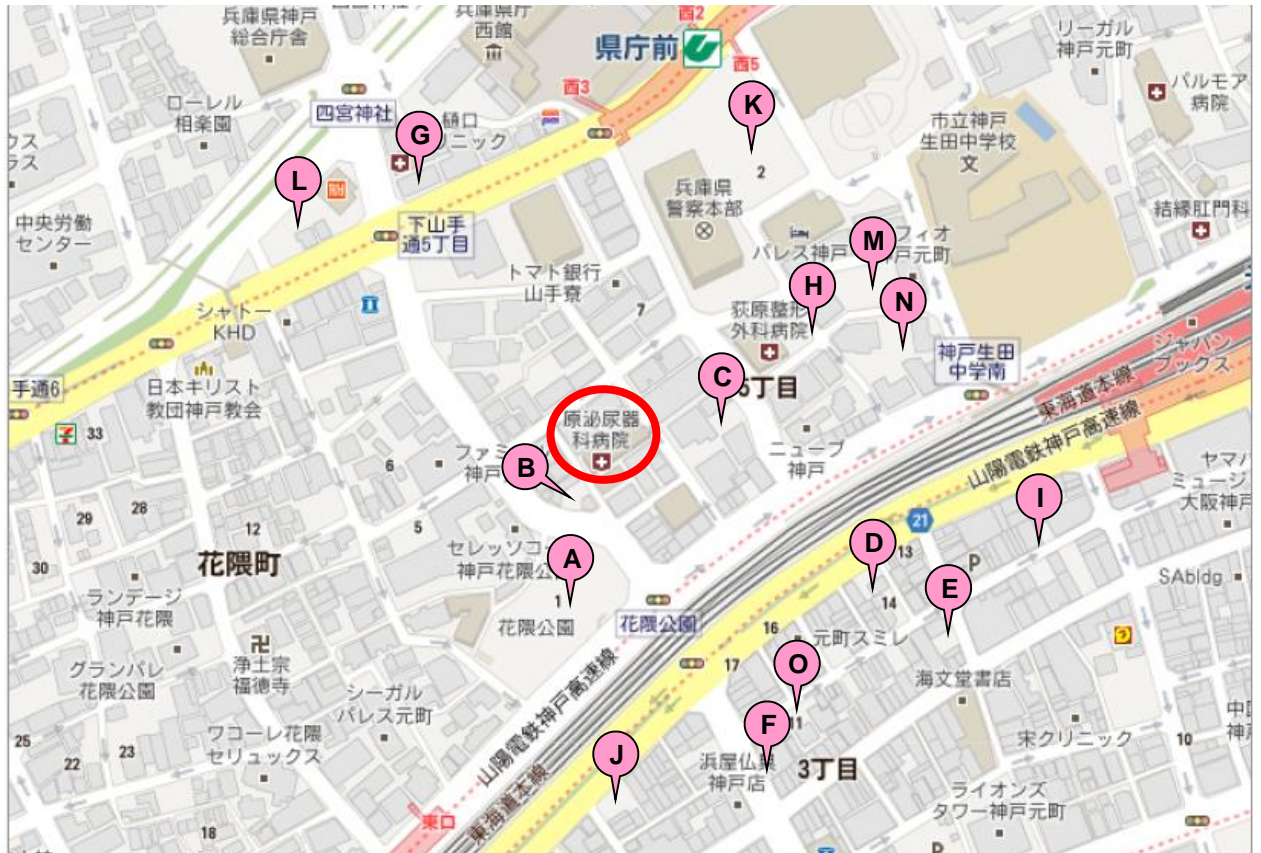 兵庫県神戸
総合庁舎
兵庫県庁
西館
西2
県庁前
西5
西3
リーガル
神戸元町
パルモア
病院
ローレル
相楽園
四宮神社
樋口
ニック
G
K
市立神戸
生田中学校
文
L
2
兵庫県
警察本部
結縁肛門科
中央労働
センター
下山手
通5丁目
M
フィオ
戸元町
パレス神戸
トマト銀行
山手寮
H
N
7
シャトー
KHD
荻原整形
外科病院
神戸生田
中学南
ジャパン
ブックス
手通6
日本キリスト
教団神戸教会
C
5丁目
東海道本線
33
原泌尿器
科病院
山陽電鉄神戸高速線
ファミ
神戸
B
6
ニューブ
神戸
ヤマハ
ミュージ
大阪神戸
I
29
28
12
5
21
D
13
P
花隈町
セレッソコー
神戸花隈公
A
30
E
SAbldg
ランデージ
神戸花隈
1
花隈公園
花隈公園
14
16
元町スミレ
浄土宗
福徳寺
17
O
グランパレ
花隈公園
シーガル
パレス元町
山陽電鉄神戸高速線
海文堂書店
F
11
25
23
22
ワコーレ花隈
セリュックス
J
浜屋仏具
神戸店
3丁目
宋クリニック
10
東海道本線
ライオンズ
タワー神戸元町
東口
18
P